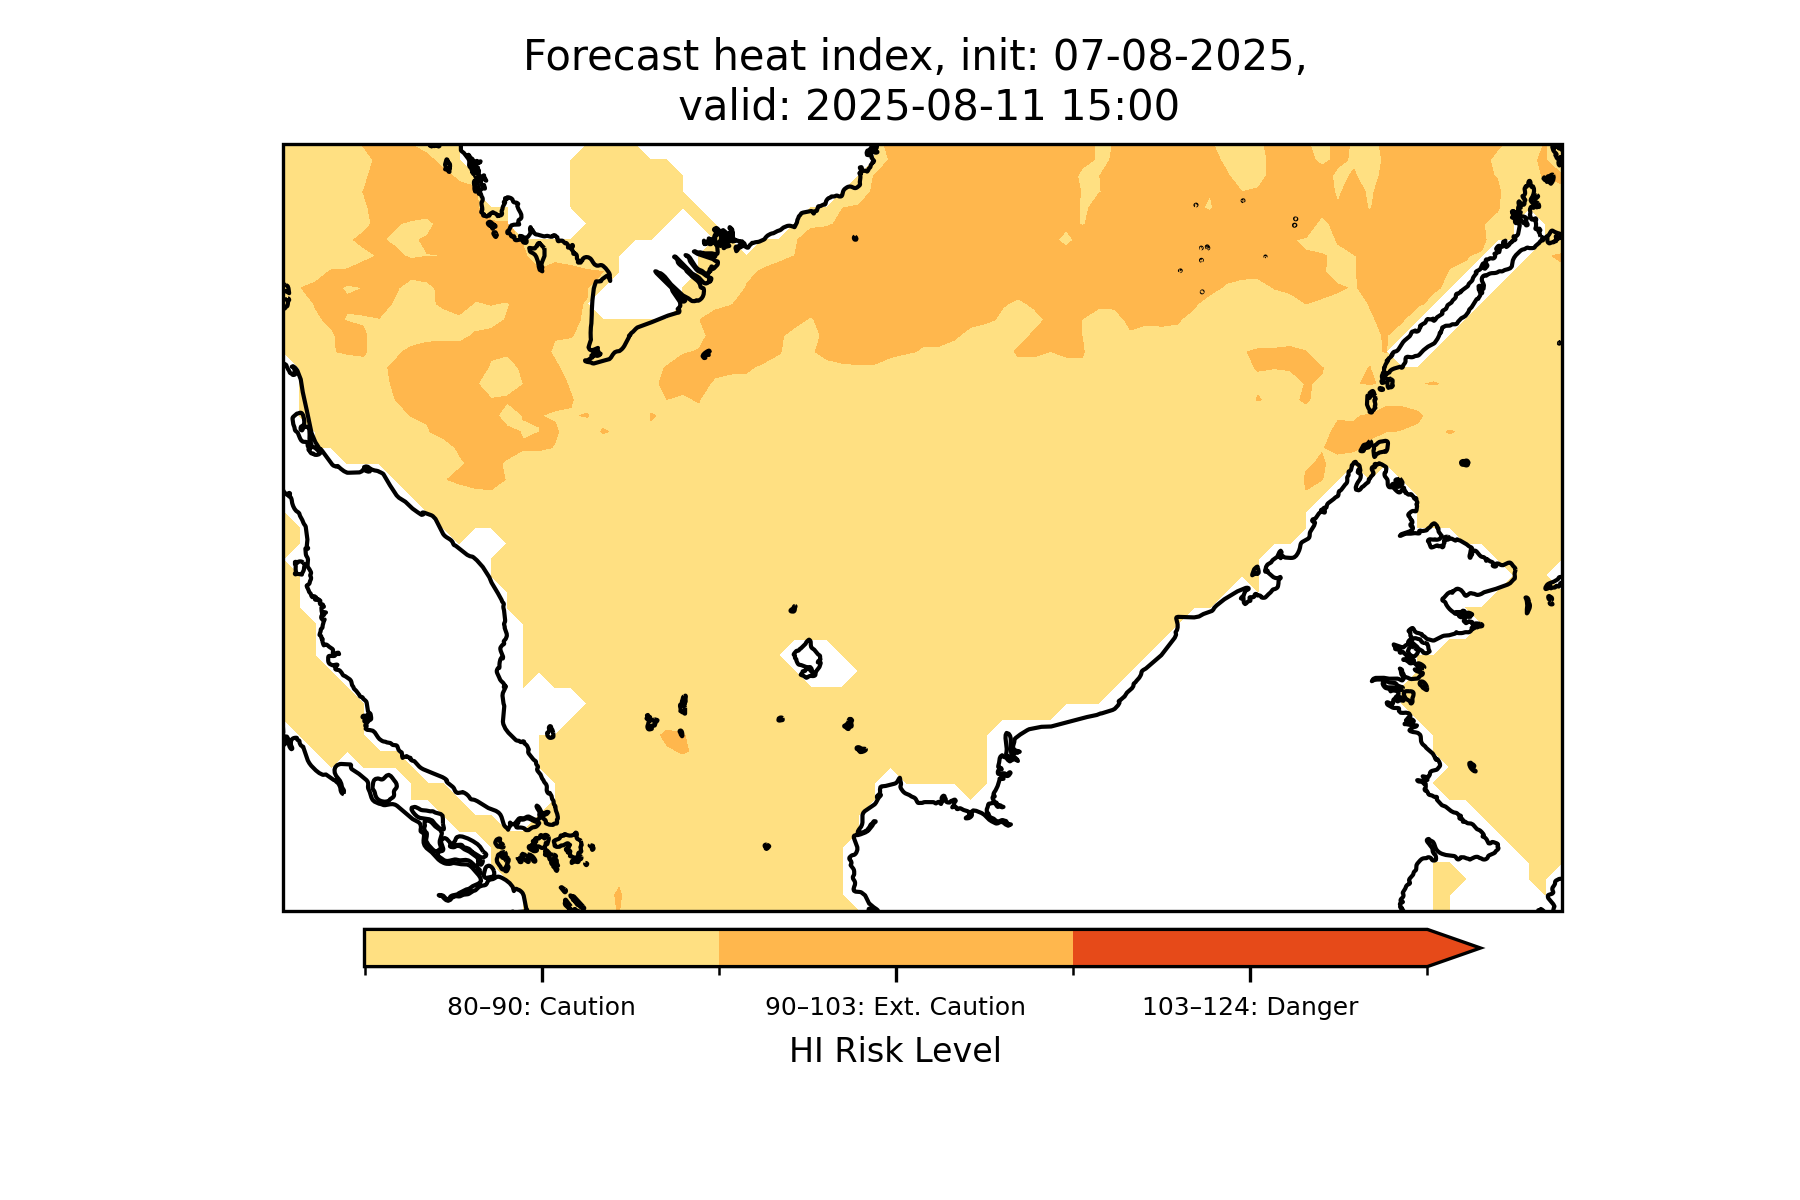 Forecast heat index, init: 07-08-2025,
valid: 2025-08-11 15:00
80–90: Caution
90–103: Ext. Caution
103–124: Danger
HI Risk Level